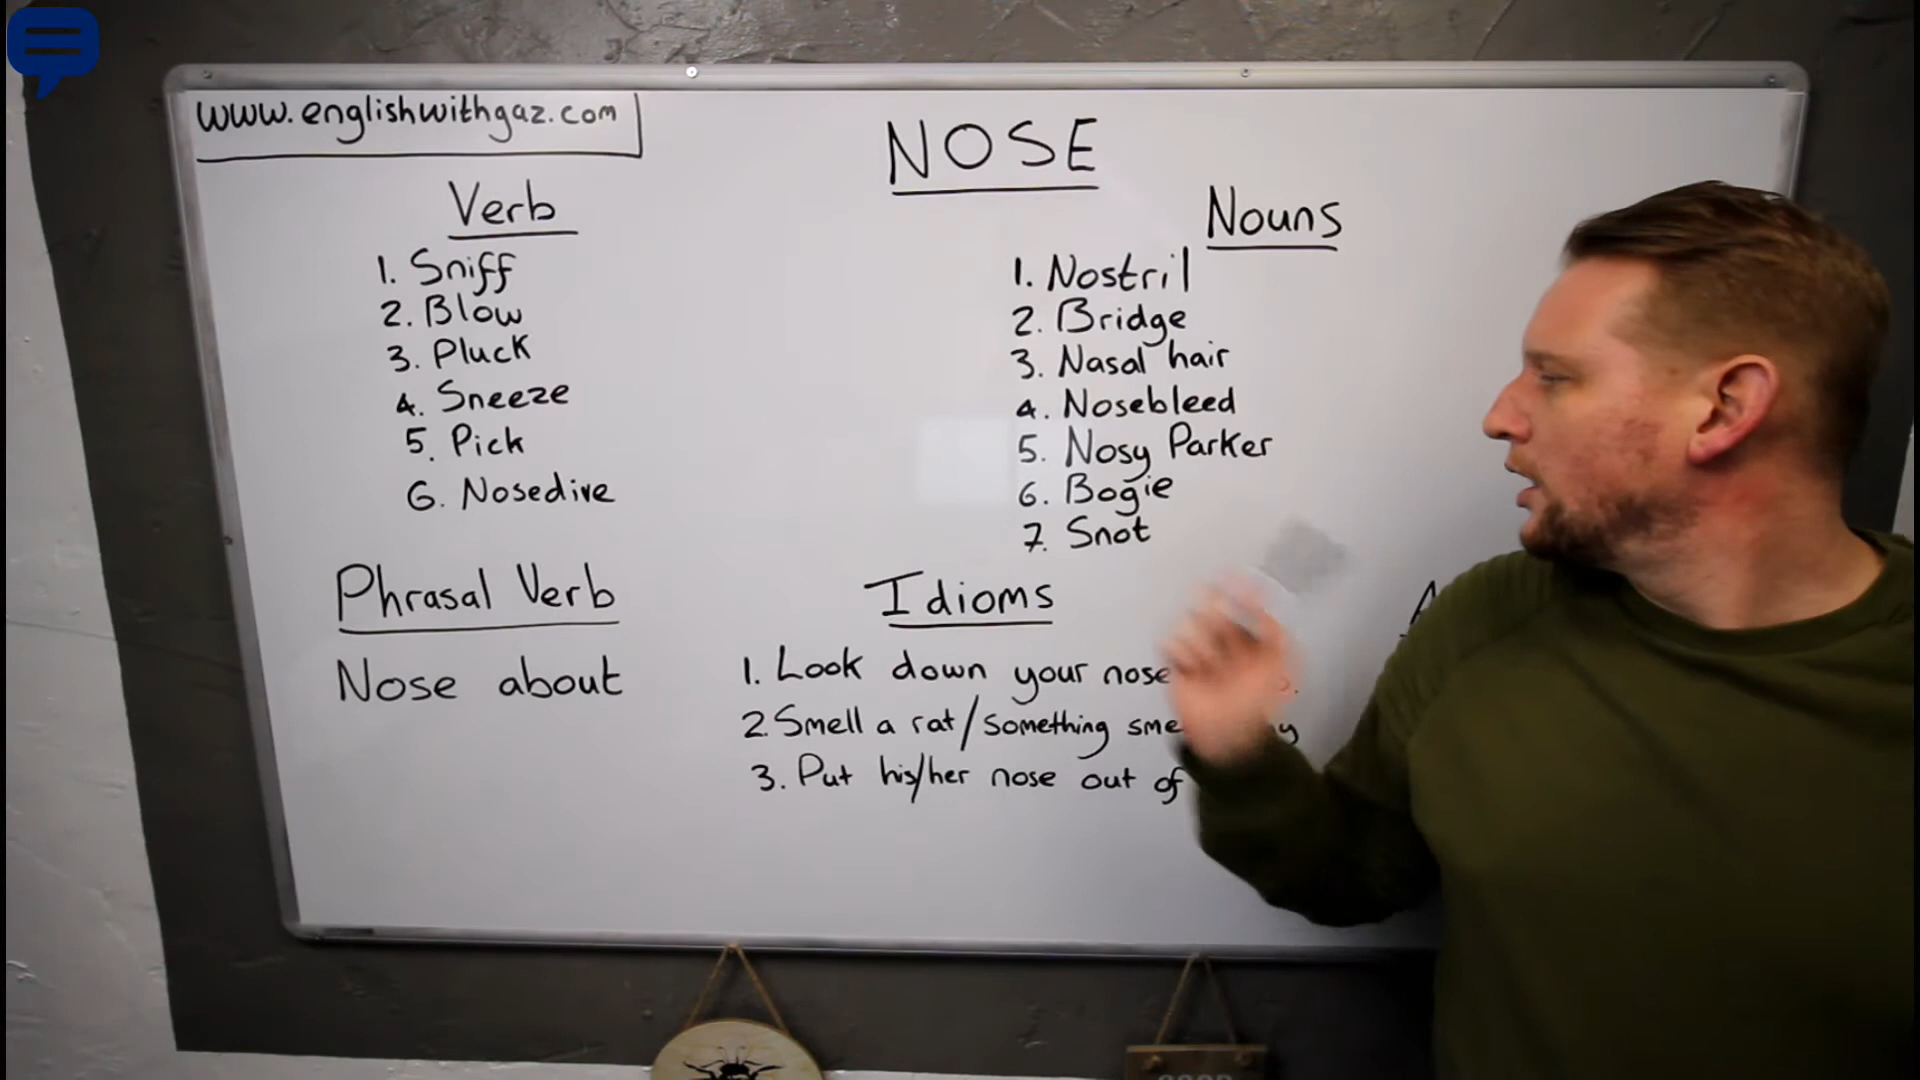 www.englishwithgaz.com
NOSE
Verb
1. Sniff
2. Blow
3. Pluck
4. Sneeze
5. Pick
6. Nosedive
Nouns
1. Nostril
2. Bridge
3. Nasal hair
4. Nosebleed
5. Nosy Parker
6. Bogie
7. Snot
Phrasal Verb
Nose about
Idioms
1. Look down your nose
2. Smell a rat/something
3. Put his/her nose out of